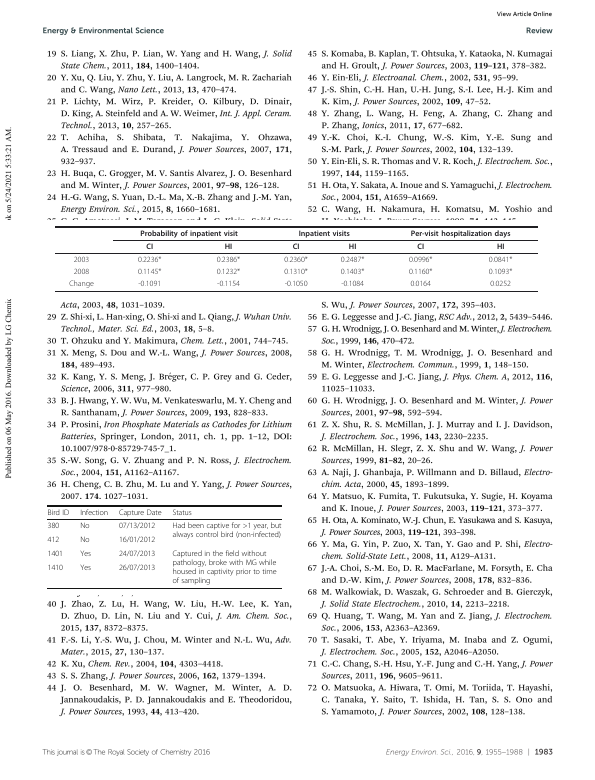 View Article Online
Energy & Environmental Science
Review
19 S. Liang, X. Zhu, P. Lian, W. Yang and H. Wang, J. Solid
State Chem., 2011, 184, 1400–1404.
20 Y. Xu, Q. Liu, Y. Zhu, Y. Liu, A. Langrock, M. R. Zachariah
and C. Wang, Nano Lett., 2013, 13, 470–474.
21 P. Lichty, M. Wirz, P. Kreider, O. Kilbury, D. Dinair,
D. King, A. Steinfeld and A. W. Weimer, Int. J. Appl. Ceram.
Technol., 2013, 10, 257–265.
22 T. Achiha, S. Shibata, T. Nakajima, Y. Ohzawa,
A. Tressaud and E. Durand, J. Power Sources, 2007, 171,
932–937.
23 H. Buqa, C. Grogger, M. V. Santis Alvarez, J. O. Besenhard
and M. Winter, J. Power Sources, 2001, 97–98, 126–128.
24 H.-G. Wang, S. Yuan, D.-L. Ma, X.-B. Zhang and J.-M. Yan,
Energy Environ. Sci., 2015, 8, 1660–1681.
45 S. Komaba, B. Kaplan, T. Ohtsuka, Y. Kataoka, N. Kumagai
and H. Groult, J. Power Sources, 2003, 119–121, 378–382.
46 Y. Ein-Eli, J. Electroanal. Chem., 2002, 531, 95–99.
47 J.-S. Shin, C.-H. Han, U.-H. Jung, S.-I. Lee, H.-J. Kim and
K. Kim, J. Power Sources, 2002, 109, 47–52.
48 Y. Zhang, L. Wang, H. Feng, A. Zhang, C. Zhang and
P. Zhang, Ionics, 2011, 17, 677–682.
49 Y.-K. Choi, K.-I. Chung, W.-S. Kim, Y.-E. Sung and
S.-M. Park, J. Power Sources, 2002, 104, 132–139.
50 Y. Ein-Eli, S. R. Thomas and V. R. Koch, J. Electrochem. Soc.,
1997, 144, 1159–1165.
51 H. Ota, Y. Sakata, A. Inoue and S. Yamaguchi, J. Electrochem.
Soc., 2004, 151, A1659–A1669.
52 C. Wang, H. Nakamura, H. Komatsu, M. Yoshio and
Probability of inpatient visit Inpatient visits Per-visit hospitalization days
CI HI CI HI CI HI
2003 0.2236* 0.2386* 0.2360* 0.2487* 0.0996* 0.0841*
2008 0.1145* 0.1232* 0.1310* 0.1403* 0.1160* 0.1093*
Change -0.1091 -0.1154 -0.1050 -0.1084 0.0164 0.0252
Acta, 2003, 48, 1031–1039.
29 Z. Shi-xi, L. Han-xing, O. Shi-xi and L. Qiang, J. Wuhan Univ.
Technol., Mater. Sci. Ed., 2003, 18, 5–8.
30 T. Ohzuku and Y. Makimura, Chem. Lett., 2001, 744–745.
31 X. Meng, S. Dou and W.-L. Wang, J. Power Sources, 2008,
184, 489–493.
32 K. Kang, Y. S. Meng, J. Bréger, C. P. Grey and G. Ceder,
Science, 2006, 311, 977–980.
33 B. J. Hwang, Y. W. Wu, M. Venkateswarlu, M. Y. Cheng and
R. Santhanam, J. Power Sources, 2009, 193, 828–833.
34 P. Prosini, Iron Phosphate Materials as Cathodes for Lithium
Batteries, Springer, London, 2011, ch. 1, pp. 1–12, DOI:
10.1007/978-0-85729-745-7_1.
35 S.-W. Song, G. V. Zhuang and P. N. Ross, J. Electrochem.
Soc., 2004, 151, A1162–A1167.
36 H. Cheng, C. B. Zhu, M. Lu and Y. Yang, J. Power Sources,
2007, 174, 1027–1031.
Bird ID Infection Capture Date Status
380 No 07/13/2012 Had been captive for >1 year, but
always control bird (non-infected)
412 No 16/01/2012
1401 Yes 24/07/2013 Captured in the field without
pathology, broke with MG while
1410 Yes 26/07/2013 housed in captivity prior to time
of sampling
40 J. Zhao, Z. Lu, H. Wang, W. Liu, H.-W. Lee, K. Yan,
D. Zhuo, D. Lin, N. Liu and Y. Cui, J. Am. Chem. Soc.,
2015, 137, 8372–8375.
41 F.-S. Li, Y.-S. Wu, J. Chou, M. Winter and N.-L. Wu, Adv.
Mater., 2015, 27, 130–137.
42 K. Xu, Chem. Rev., 2004, 104, 4303–4418.
43 S. S. Zhang, J. Power Sources, 2006, 162, 1379–1394.
44 J. O. Besenhard, M. W. Wagner, M. Winter, A. D.
Jannakoudakis, P. D. Jannakoudakis and E. Theodoridou,
J. Power Sources, 1993, 44, 413–420.
S. Wu, J. Power Sources, 2007, 172, 395–403.
56 E. G. Leggesse and J.-C. Jiang, RSC Adv., 2012, 2, 5439–5446.
57 G. H. Wrodnigg, J. O. Besenhard and M. Winter, J. Electrochem.
Soc., 1999, 146, 470–472.
58 G. H. Wrodnigg, T. M. Wrodnigg, J. O. Besenhard and
M. Winter, Electrochem. Commun., 1999, 1, 148–150.
59 E. G. Leggesse and J.-C. Jiang, J. Phys. Chem. A, 2012, 116,
11025–11033.
60 G. H. Wrodnigg, J. O. Besenhard and M. Winter, J. Power
Sources, 2001, 97–98, 592–594.
61 Z. X. Shu, R. S. McMillan, J. J. Murray and I. J. Davidson,
J. Electrochem. Soc., 1996, 143, 2230–2235.
62 R. McMillan, H. Slegr, Z. X. Shu and W. Wang, J. Power
Sources, 1999, 81–82, 20–26.
63 A. Naji, J. Ghanbaja, P. Willmann and D. Billaud, Electro-
chim. Acta, 2000, 45, 1893–1899.
64 Y. Matsuo, K. Fumita, T. Fukutsuka, Y. Sugie, H. Koyama
and K. Inoue, J. Power Sources, 2003, 119–121, 373–377.
65 H. Ota, A. Kominato, W.-J. Chun, E. Yasukawa and S. Kasuya,
J. Power Sources, 2003, 119–121, 393–398.
66 Y. Ma, G. Yin, P. Zuo, X. Tan, Y. Gao and P. Shi, Electro-
chem. Solid-State Lett., 2008, 11, A129–A131.
67 J.-A. Choi, S.-M. Eo, D. R. MacFarlane, M. Forsyth, E. Cha
and D.-W. Kim, J. Power Sources, 2008, 178, 832–836.
68 M. Walkowiak, D. Waszak, G. Schroeder and B. Gierczyk,
J. Solid State Electrochem., 2010, 14, 2213–2218.
69 Q. Huang, T. Wang, M. Yan and Z. Jiang, J. Electrochem.
Soc., 2006, 153, A2363–A2369.
70 T. Sasaki, T. Abe, Y. Iriyama, M. Inaba and Z. Ogumi,
J. Electrochem. Soc., 2005, 152, A2046–A2050.
71 C.-C. Chang, S.-H. Hsu, Y.-F. Jung and C.-H. Yang, J. Power
Sources, 2011, 196, 9605–9611.
72 O. Matsuoka, A. Hiwara, T. Omi, M. Toriida, T. Hayashi,
C. Tanaka, Y. Saito, T. Ishida, H. Tan, S. S. Ono and
S. Yamamoto, J. Power Sources, 2002, 108, 128–138.
Published on 06 May 2016. Downloaded by LG Chemic
k on 5/24/2021 5:33:21 AM.
This journal is © The Royal Society of Chemistry 2016
Energy Environ. Sci., 2016, 9, 1955–1988 | 1983